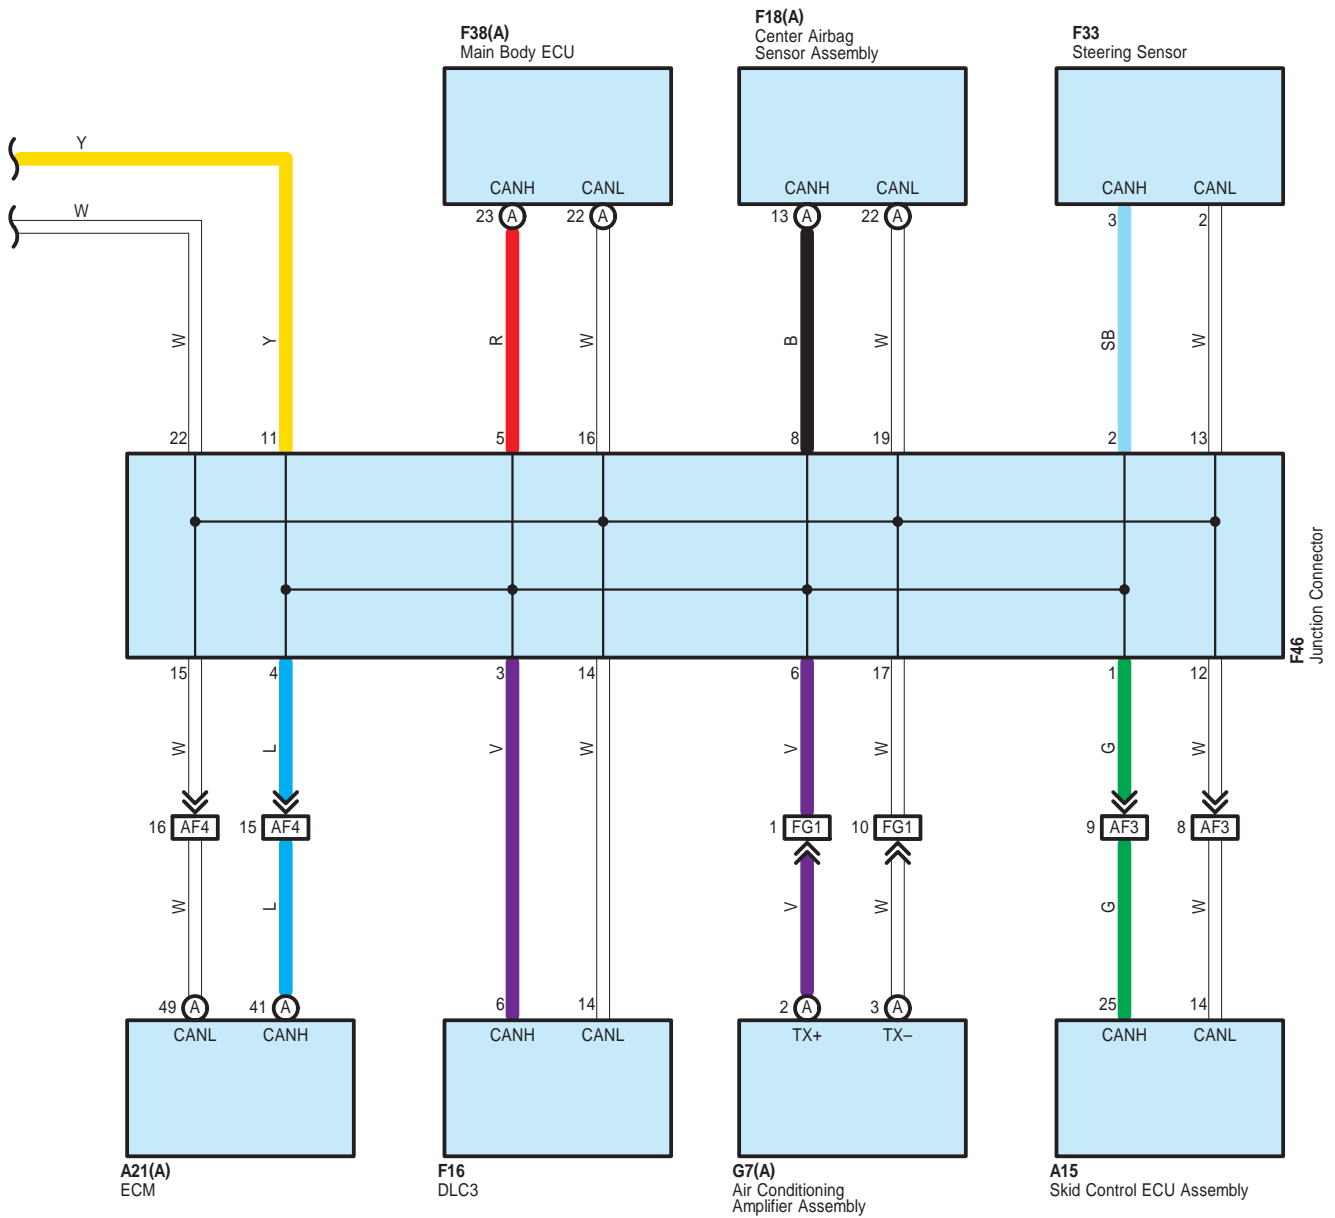 F38(A)
Main Body ECU
F18(A)
Center Airbag
Sensor Assembly
F33
Steering Sensor
Y
W
CANH CANL
CANH CANL
CANH CANL
23 A 22 A
13 A 22 A
3 2
W Y R W B W SB W
22 11 5 16 8 19 2 13
F46
Junction Connector
15 4 3 14 6 17 1 12
W L V W V W G W
16 AF4 15 AF4 1 FG1 10 FG1 9 AF3 8 AF3
W L V W G W
49 A 41 A 6 14 2 A 3 A 25 14
CANL CANH
CANH CANL
TX+ TX–
CANH CANL
A21(A)
ECM
F16
DLC3
G7(A)
Air Conditioning
Amplifier Assembly
A15
Skid Control ECU Assembly